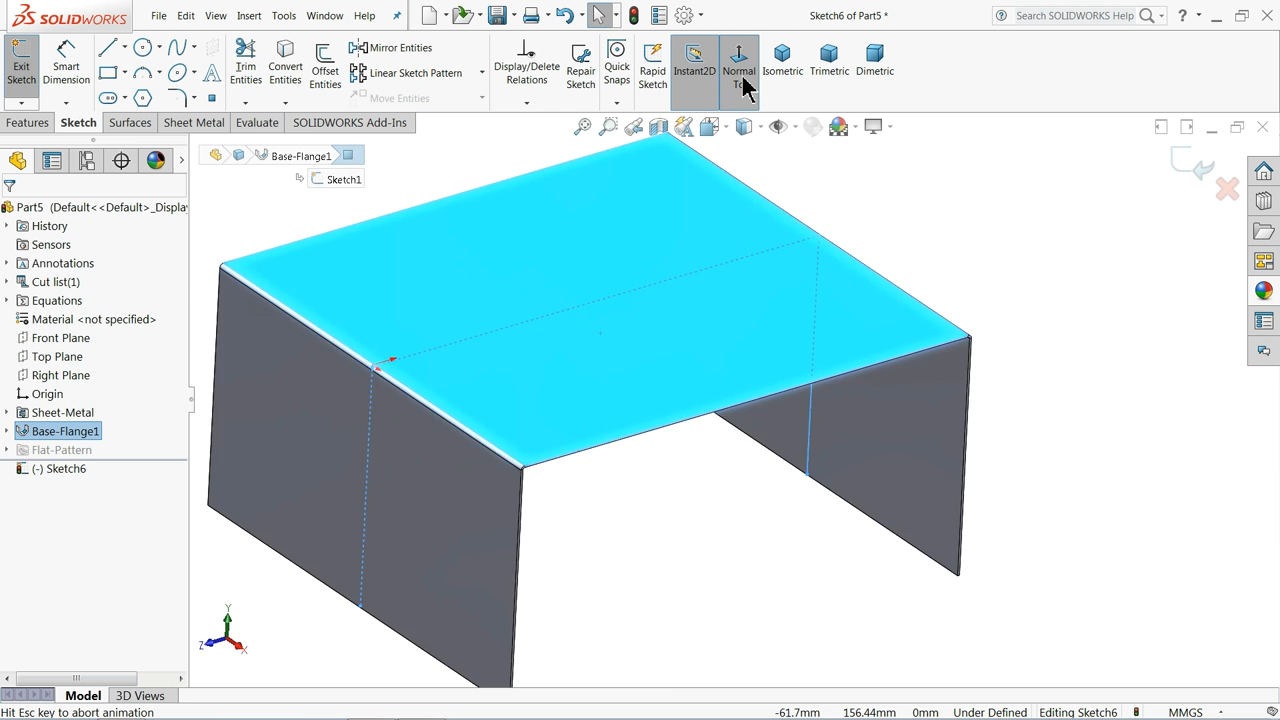 SOLIDWORKS
File Edit View Insert Tools Window Help
Sketch6 of Part5 *
Search SOLIDWORKS Help
Exit Sketch
Smart Dimension
Trim Entities
Convert Entities
Offset Entities
Mirror Entities
Linear Sketch Pattern
Move Entities
Display/Delete Relations
Repair Sketch
Quick Snaps
Rapid Sketch
Instant2D
Normal
Isometric
Trimetric
Dimetric
Features Sketch Surfaces Sheet Metal Evaluate SOLIDWORKS Add-Ins
Base-Flange1
Sketch1
Part5 (Default<<Default>_Displa
History
Sensors
Annotations
Cut list(1)
Equations
Material <not specified>
Front Plane
Top Plane
Right Plane
Origin
Sheet-Metal
Base-Flange1
Flat-Pattern
(-) Sketch6
Y
Z
X
Model 3D Views
Hit Esc key to abort animation
-61.7mm 156.44mm 0mm Under Defined Editing Sketch6 MMGS